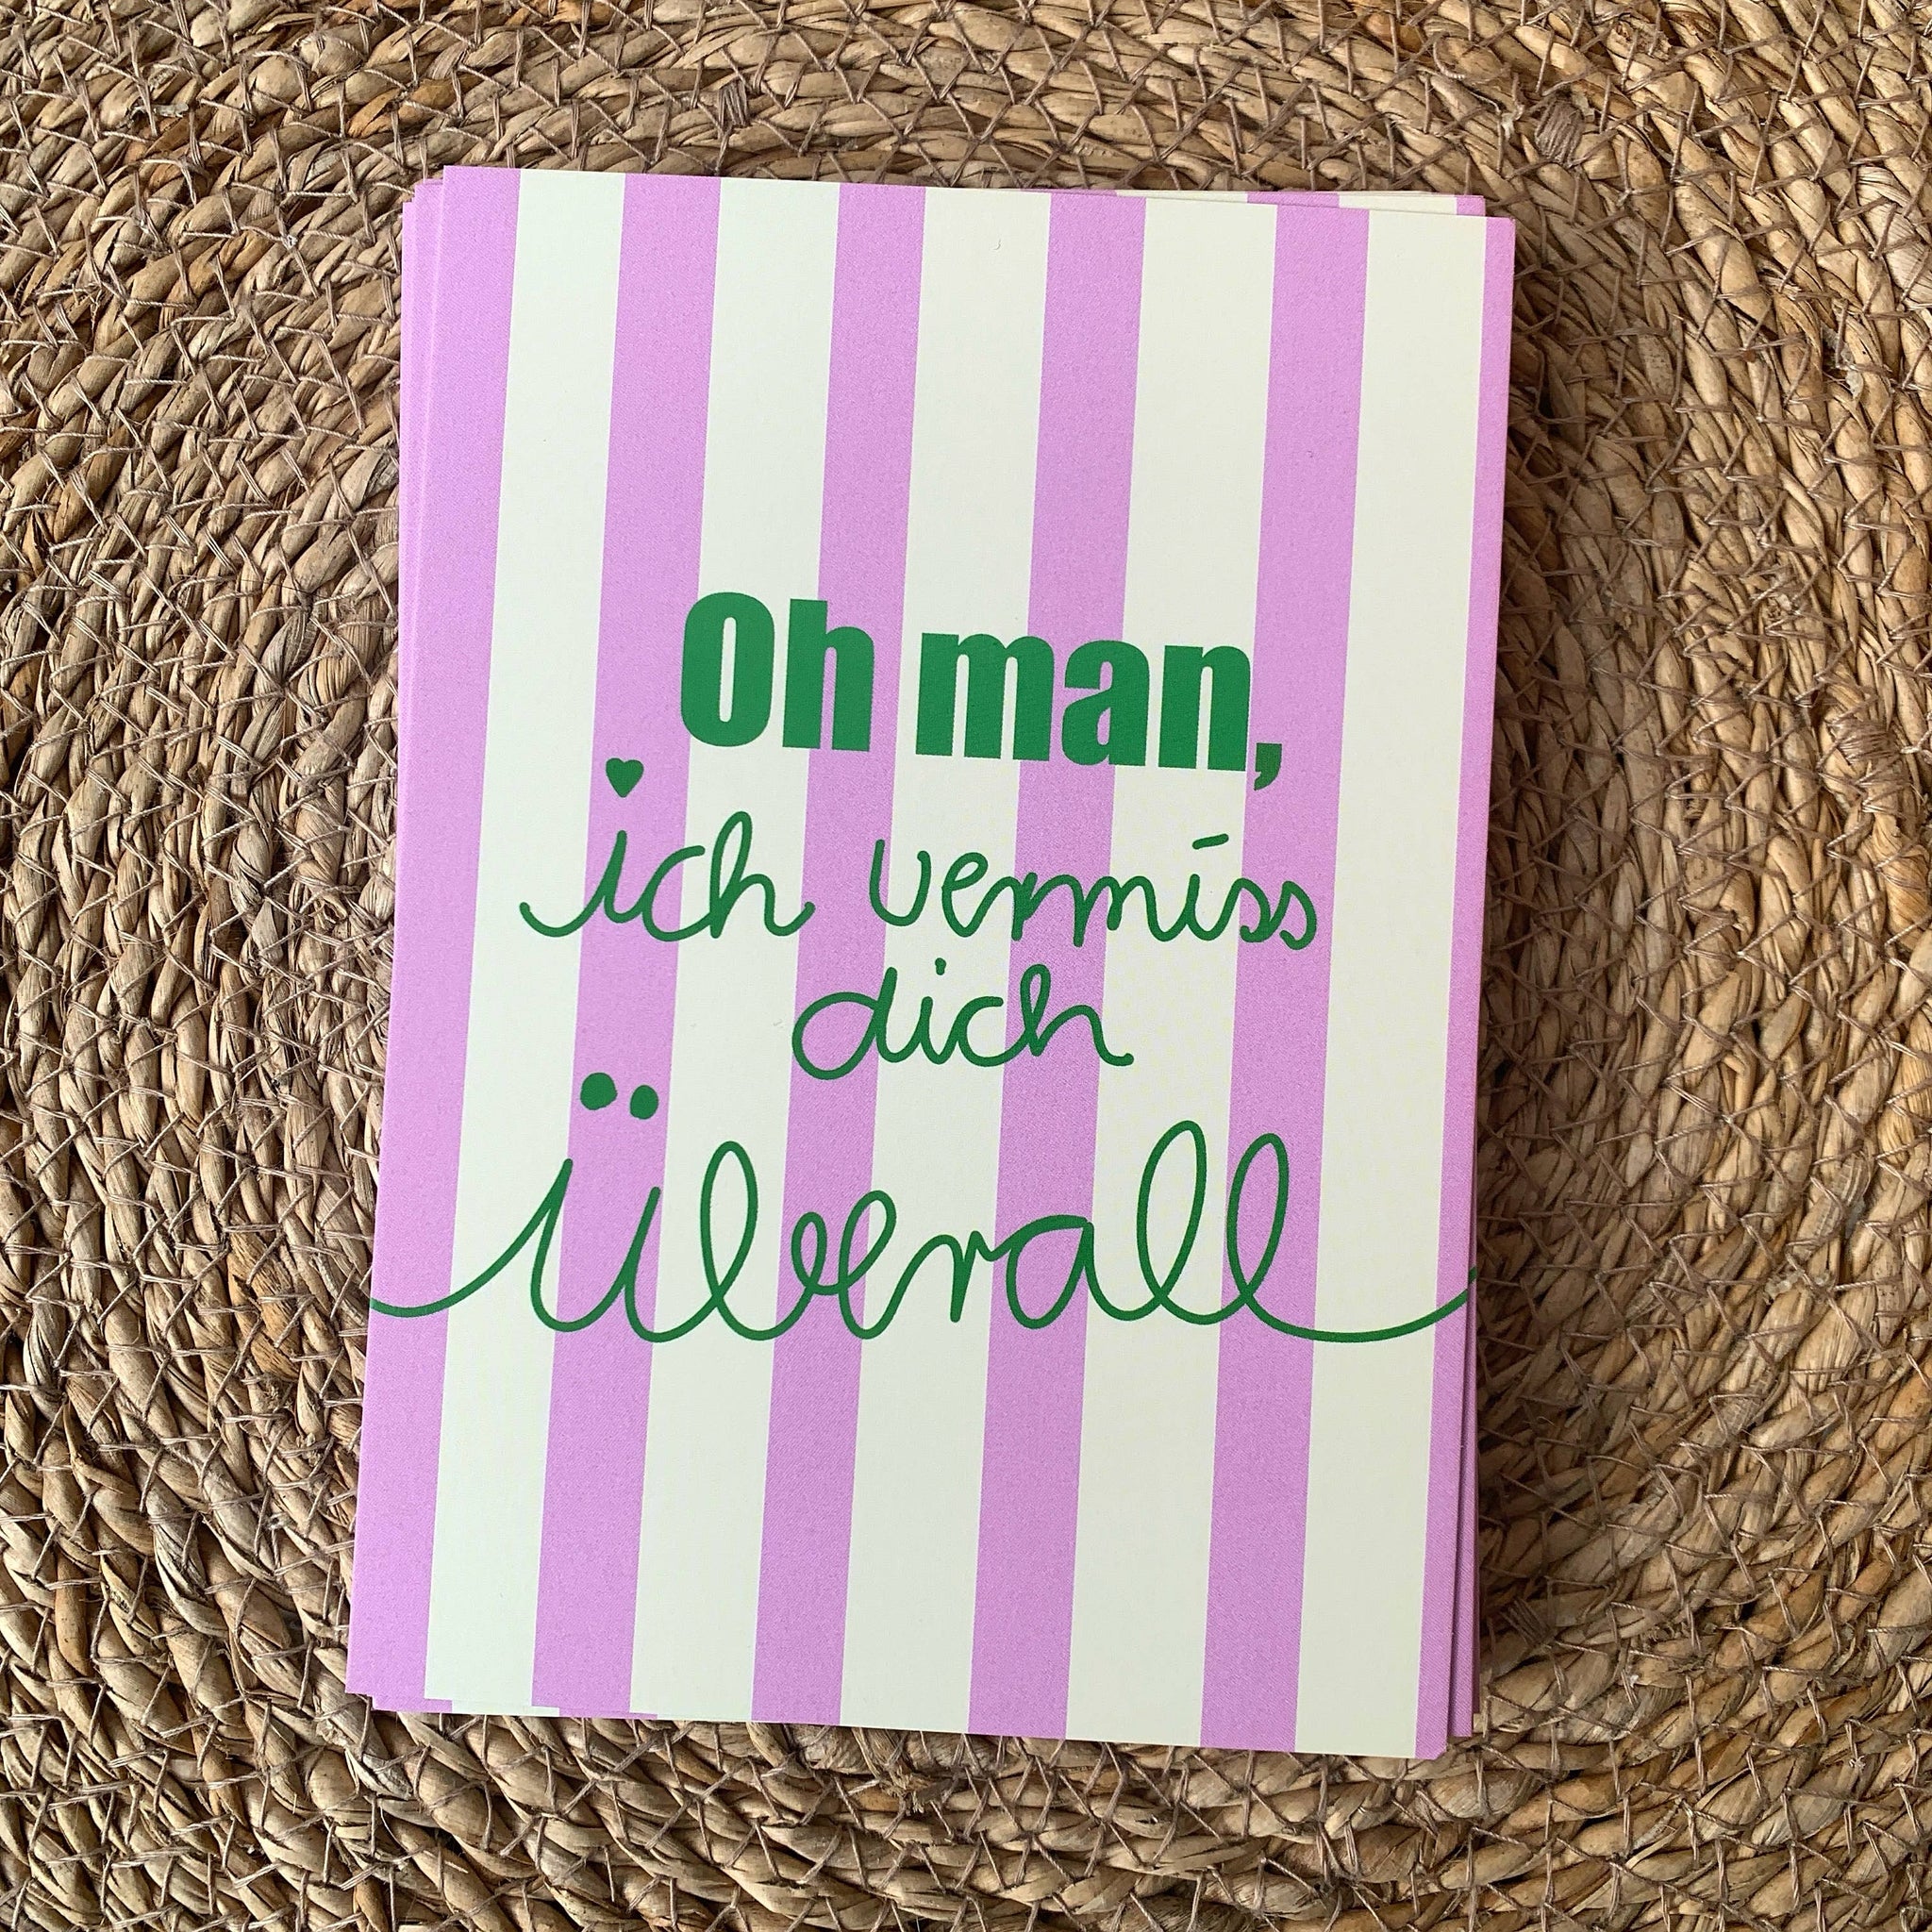 Oh man,
ich vermiss
dich
überall